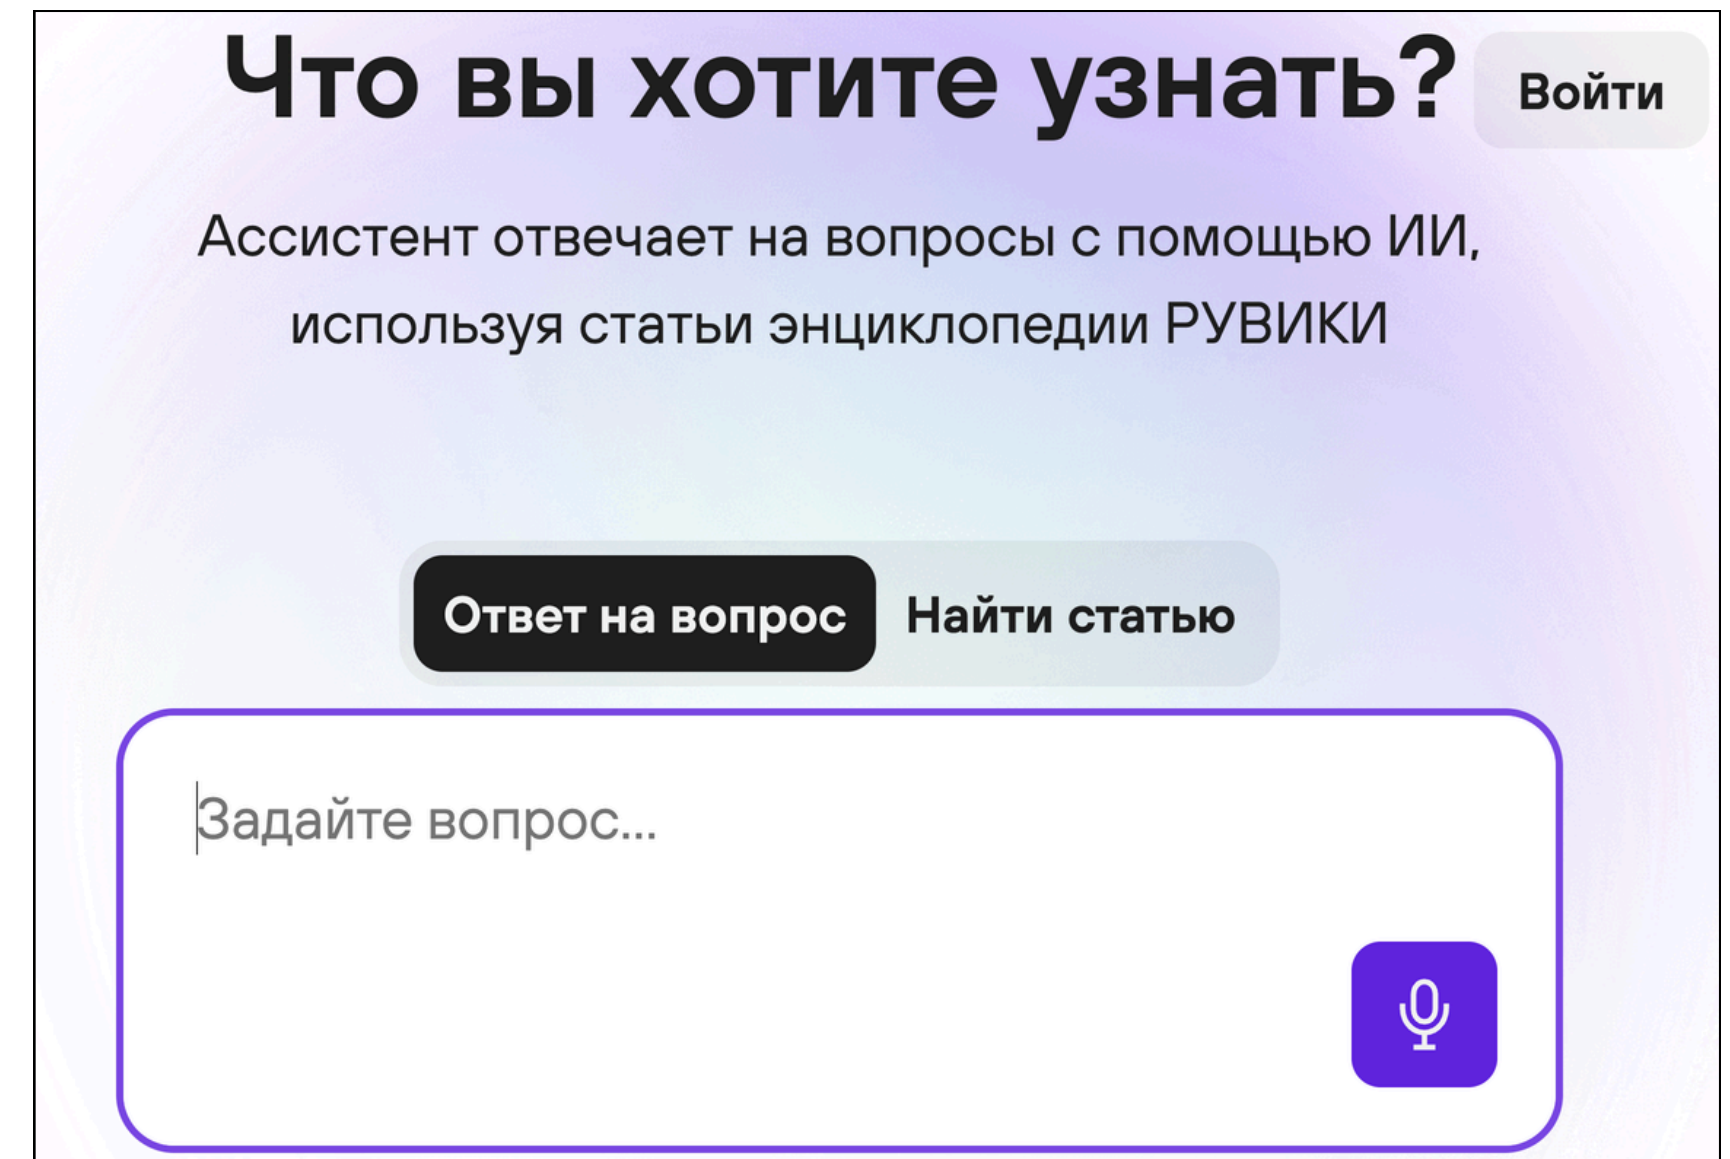 Что вы хотите узнать?
Войти
Ассистент отвечает на вопросы с помощью ИИ,
используя статьи энциклопедии РУВИКИ
Ответ на вопрос
Найти статью
Задайте вопрос...